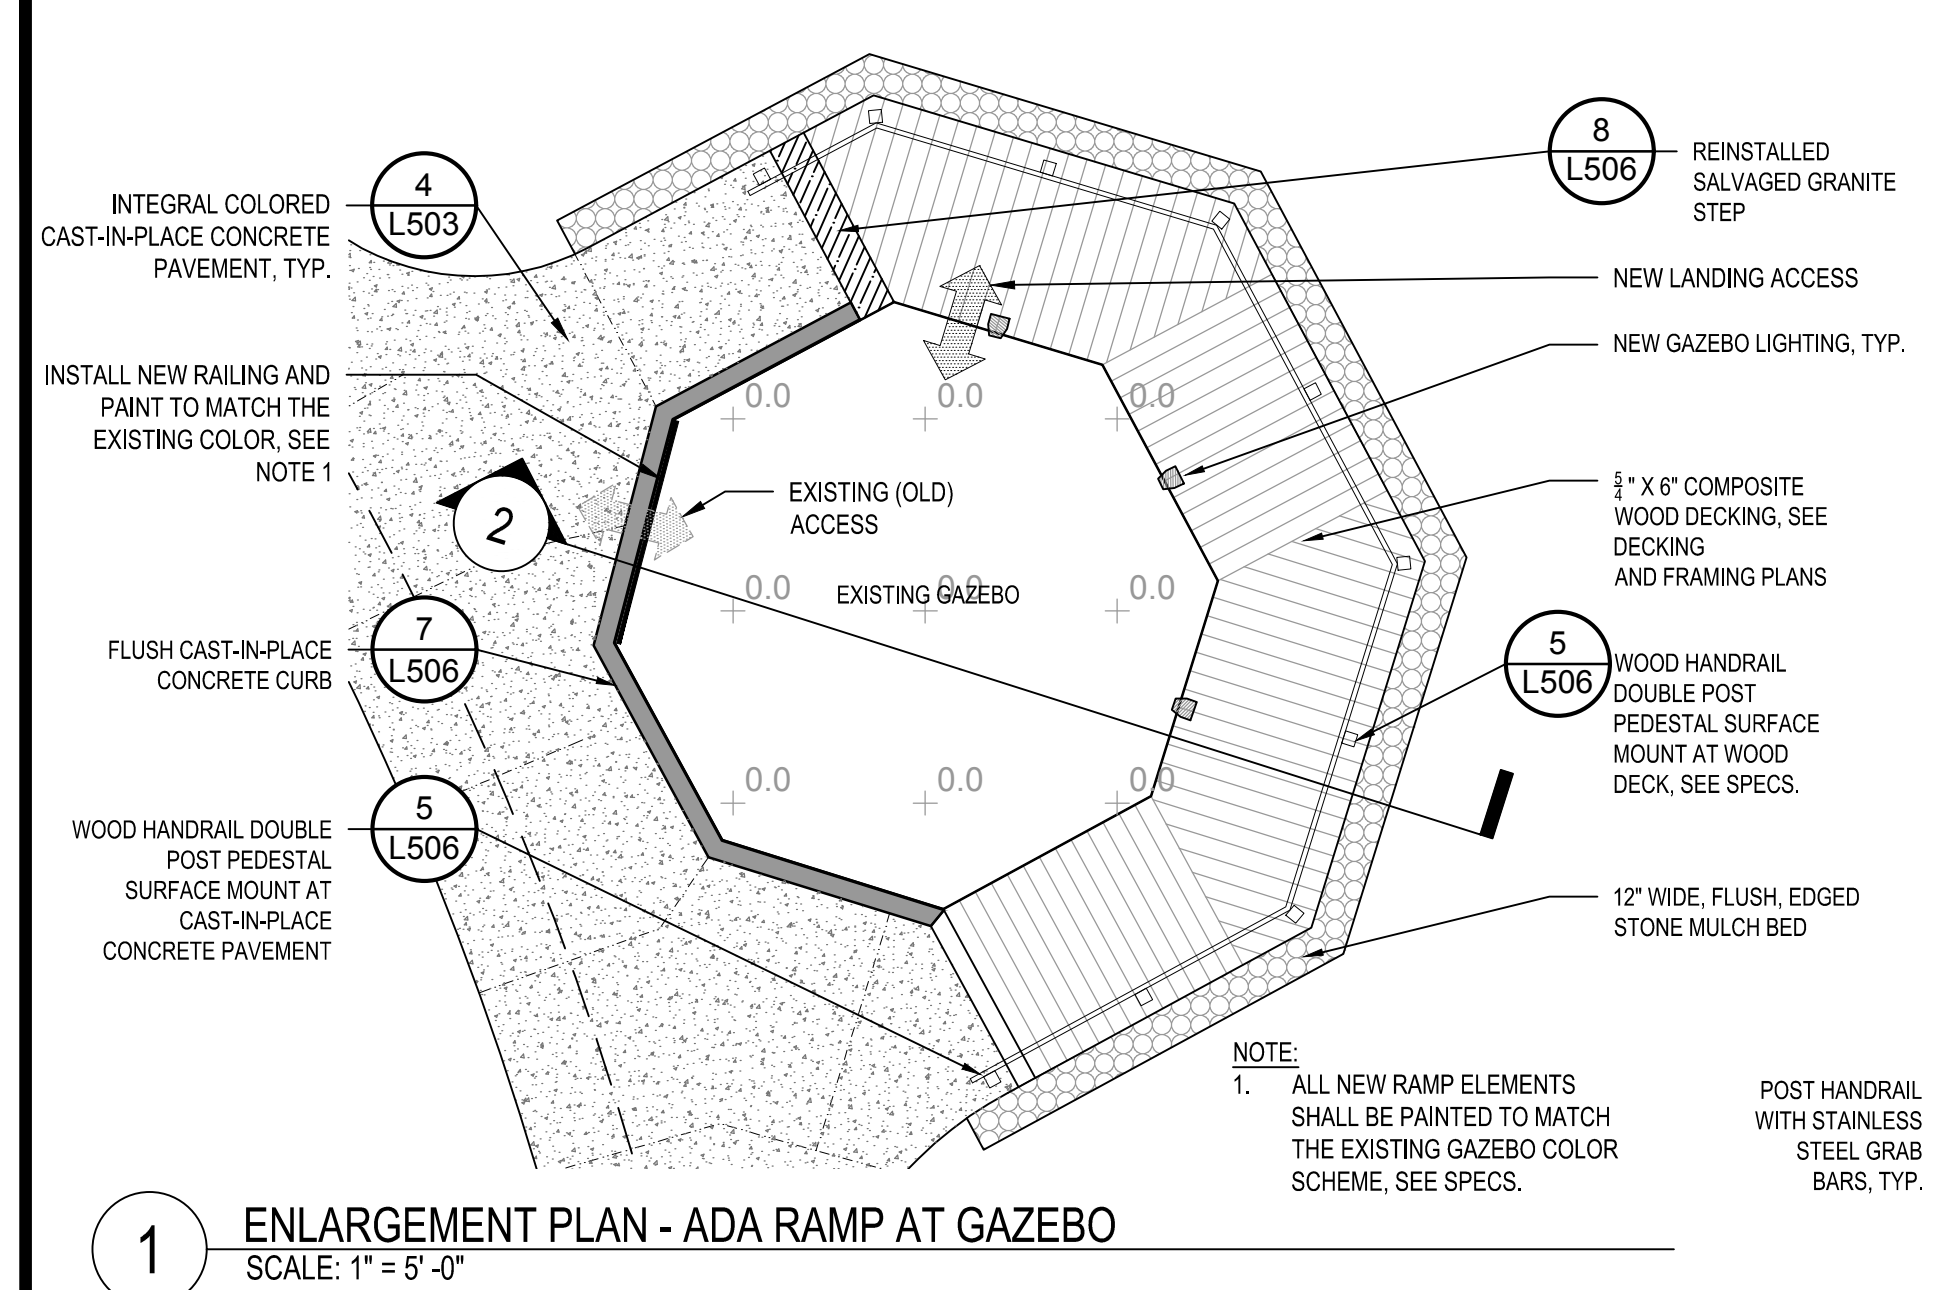 4
L503
INTEGRAL COLORED
CAST-IN-PLACE CONCRETE
PAVEMENT, TYP.
INSTALL NEW RAILING AND
PAINT TO MATCH THE
EXISTING COLOR, SEE
NOTE 1
2
7
L506
FLUSH CAST-IN-PLACE
CONCRETE CURB
5
L506
WOOD HANDRAIL DOUBLE
POST PEDESTAL
SURFACE MOUNT AT
CAST-IN-PLACE
CONCRETE PAVEMENT
0.0 0.0 0.0
EXISTING (OLD)
ACCESS
0.0 0.0 0.0
EXISTING GAZEBO
0.0 0.0 0.0
8
L506
REINSTALLED
SALVAGED GRANITE
STEP
NEW LANDING ACCESS
NEW GAZEBO LIGHTING, TYP.
5/4" X 6" COMPOSITE
WOOD DECKING, SEE
DECKING
AND FRAMING PLANS
5
L506
WOOD HANDRAIL
DOUBLE POST
PEDESTAL SURFACE
MOUNT AT WOOD
DECK, SEE SPECS.
12" WIDE, FLUSH, EDGED
STONE MULCH BED
NOTE:
1. ALL NEW RAMP ELEMENTS
SHALL BE PAINTED TO MATCH
THE EXISTING GAZEBO COLOR
SCHEME, SEE SPECS.
POST HANDRAIL
WITH STAINLESS
STEEL GRAB
BARS, TYP.
1
ENLARGEMENT PLAN - ADA RAMP AT GAZEBO
SCALE: 1" = 5' -0"